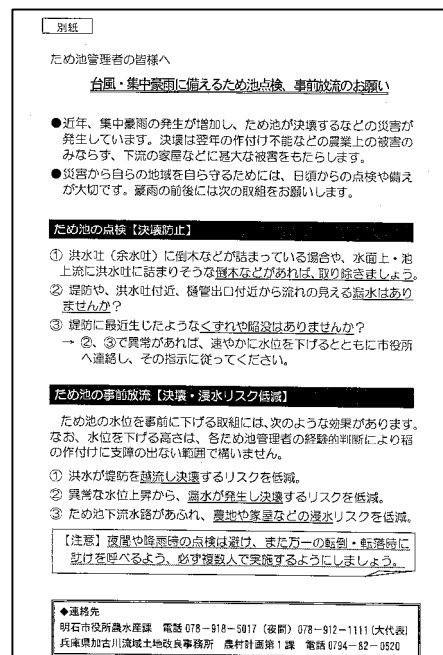 別紙
ため池管理者の皆様へ
台風・集中豪雨に備えるため池点検、事前放流のお願い
●近年、集中豪雨の発生が増加し、ため池が決壊するなどの災害が
発生しています。決壊は翌年の作付け不能などの農業上の被害の
みならず、下流の家屋などに甚大な被害をもたらします。
●災害から自らの地域を自ら守るためには、日頃からの点検や備え
が大切です。豪雨の前後には次の取組をお願いします。
ため池の点検【決壊防止】
① 洪水吐（余水吐）に倒木などが詰まっている場合や、水面上・池
上流に洪水吐に詰まりそうな倒木などがあれば、取り除きましょう。
② 堤防や、洪水吐付近、樋管出口付近から流れの見える漏水はあり
ませんか？
③ 堤防に最近生じたようなくずれや陥没はありませんか？
→ ②、③で異常があれば、速やかに水位を下げるとともに市役所
へ連絡し、その指示に従ってください。
ため池の事前放流【決壊・浸水リスク低減】
ため池の水位を事前に下げる取組には、次のような効果があります。
なお、水位を下げる高さは、各ため池管理者の経験的判断により稲
の作付けに支障の出ない範囲で構いません。
① 洪水が堤防を越流し決壊するリスクを低減。
② 異常な水位上昇から、漏水が発生し決壊するリスクを低減。
③ ため池下流水路があふれ、農地や家屋などの浸水リスクを低減。
【注意】夜間や降雨時の点検は避け、また万一の転倒・転落時に
助けを呼べるよう、必ず複数人で実施するようにしましょう。
◆連絡先
明石市役所農水産課 電話 078－918－5017（夜間）078－912－1111(大代表)
兵庫県加古川流域土地改良事務所 農村計画第1課 電話 0794－82－0520